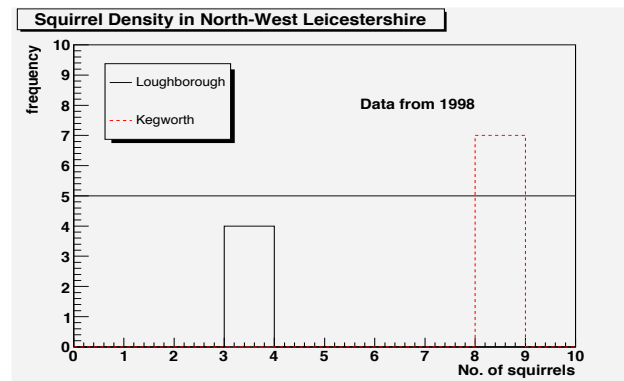 Squirrel Density in North-West Leicestershire
frequency
10
9
8
7
6
5
4
3
2
1
0
Loughborough
Kegworth
Data from 1998
0 1 2 3 4 5 6 7 8 9 10
No. of squirrels